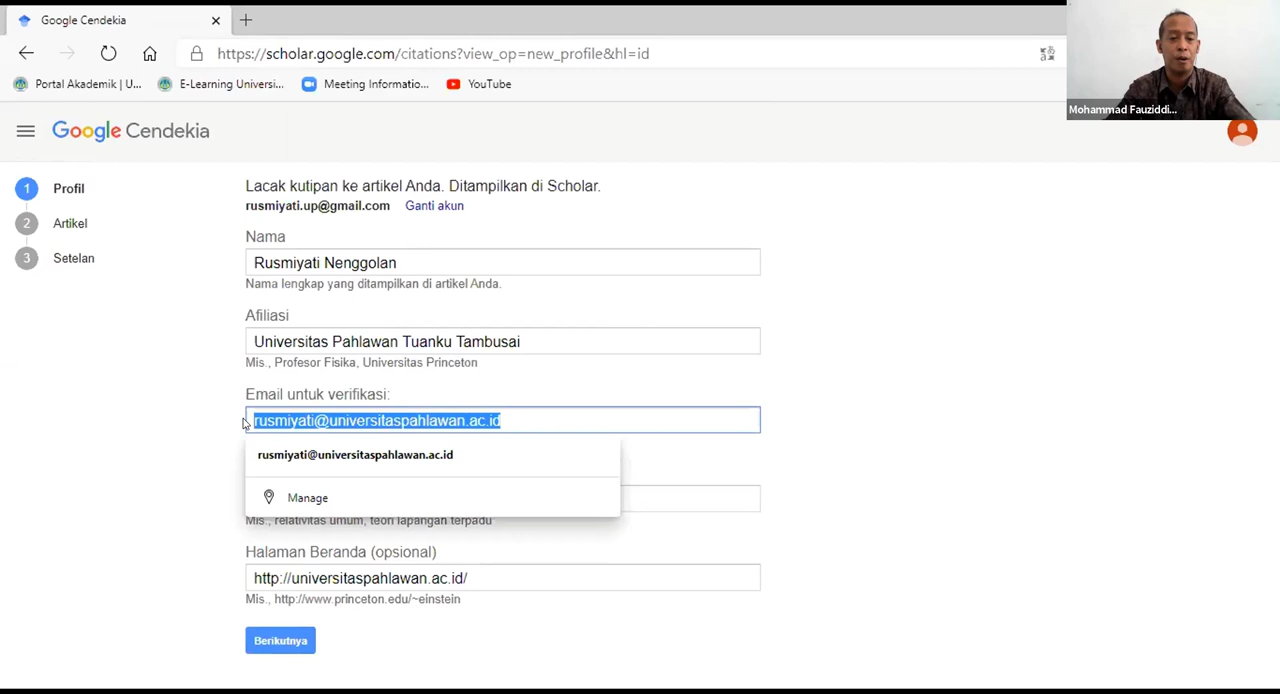 Google Cendekia
https://scholar.google.com/citations?view_op=new_profile&hl=id
Portal Akademik | U...
E-Learning Universi...
Meeting Informatio...
YouTube
Mohammad Fauziddi...
Google Cendekia
1 Profil
2 Artikel
3 Setelan
Lacak kutipan ke artikel Anda. Ditampilkan di Scholar.
rusmiyati.up@gmail.com Ganti akun
Nama
Rusmiyati Nenggolan
Nama lengkap yang ditampilkan di artikel Anda.
Afiliasi
Universitas Pahlawan Tuanku Tambusai
Mis., Profesor Fisika, Universitas Princeton
Email untuk verifikasi:
rusmiyati@universitaspahlawan.ac.id
rusmiyati@universitaspahlawan.ac.id
Manage
Mis., relativitas umum, teori lapangan terpadu
Halaman Beranda (opsional)
http://universitaspahlawan.ac.id/
Mis., http://www.princeton.edu/~einstein
Berikutnya